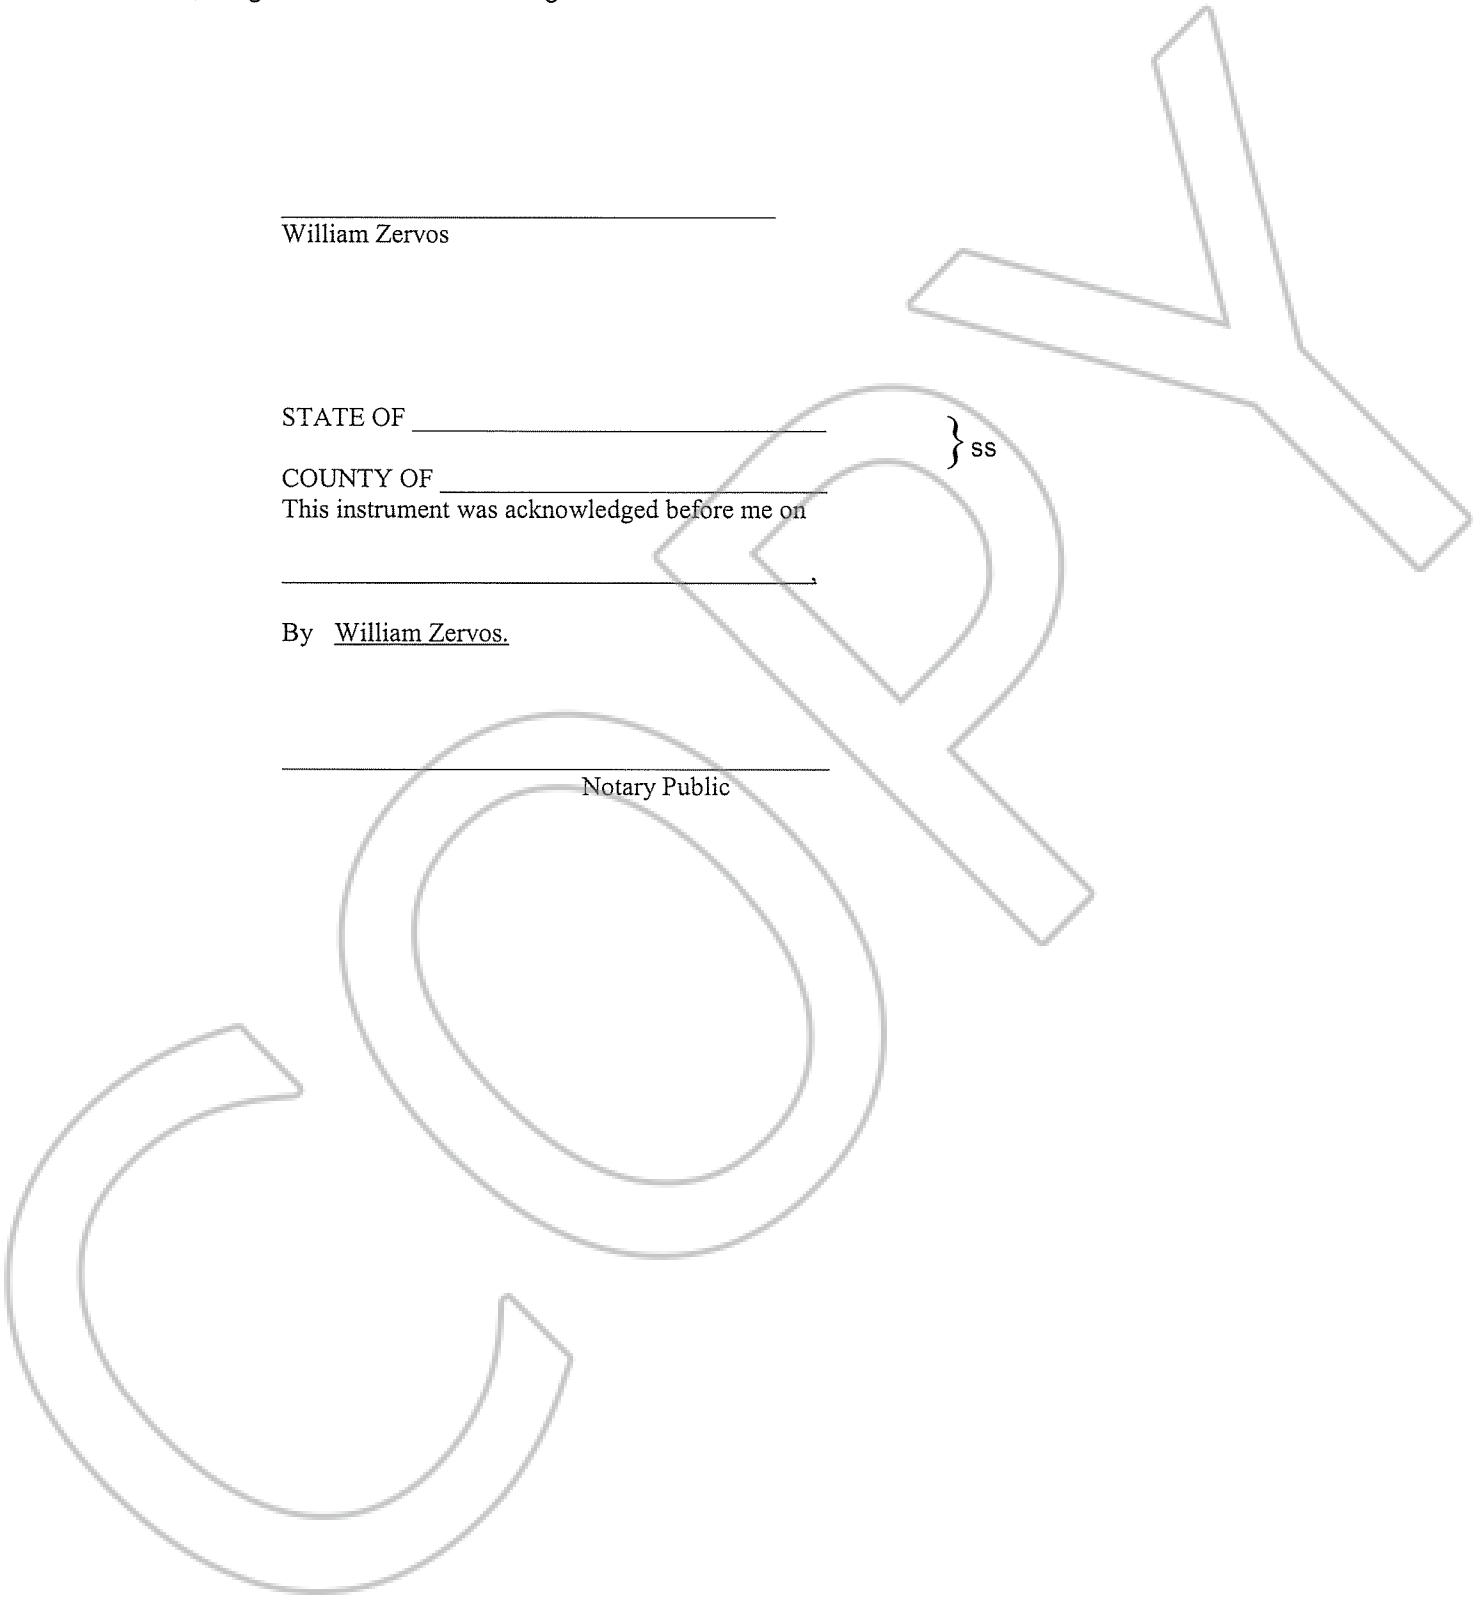 William Zervos
STATE OF
} ss
COUNTY OF
This instrument was acknowledged before me on
,
By William Zervos.
Notary Public
COPY